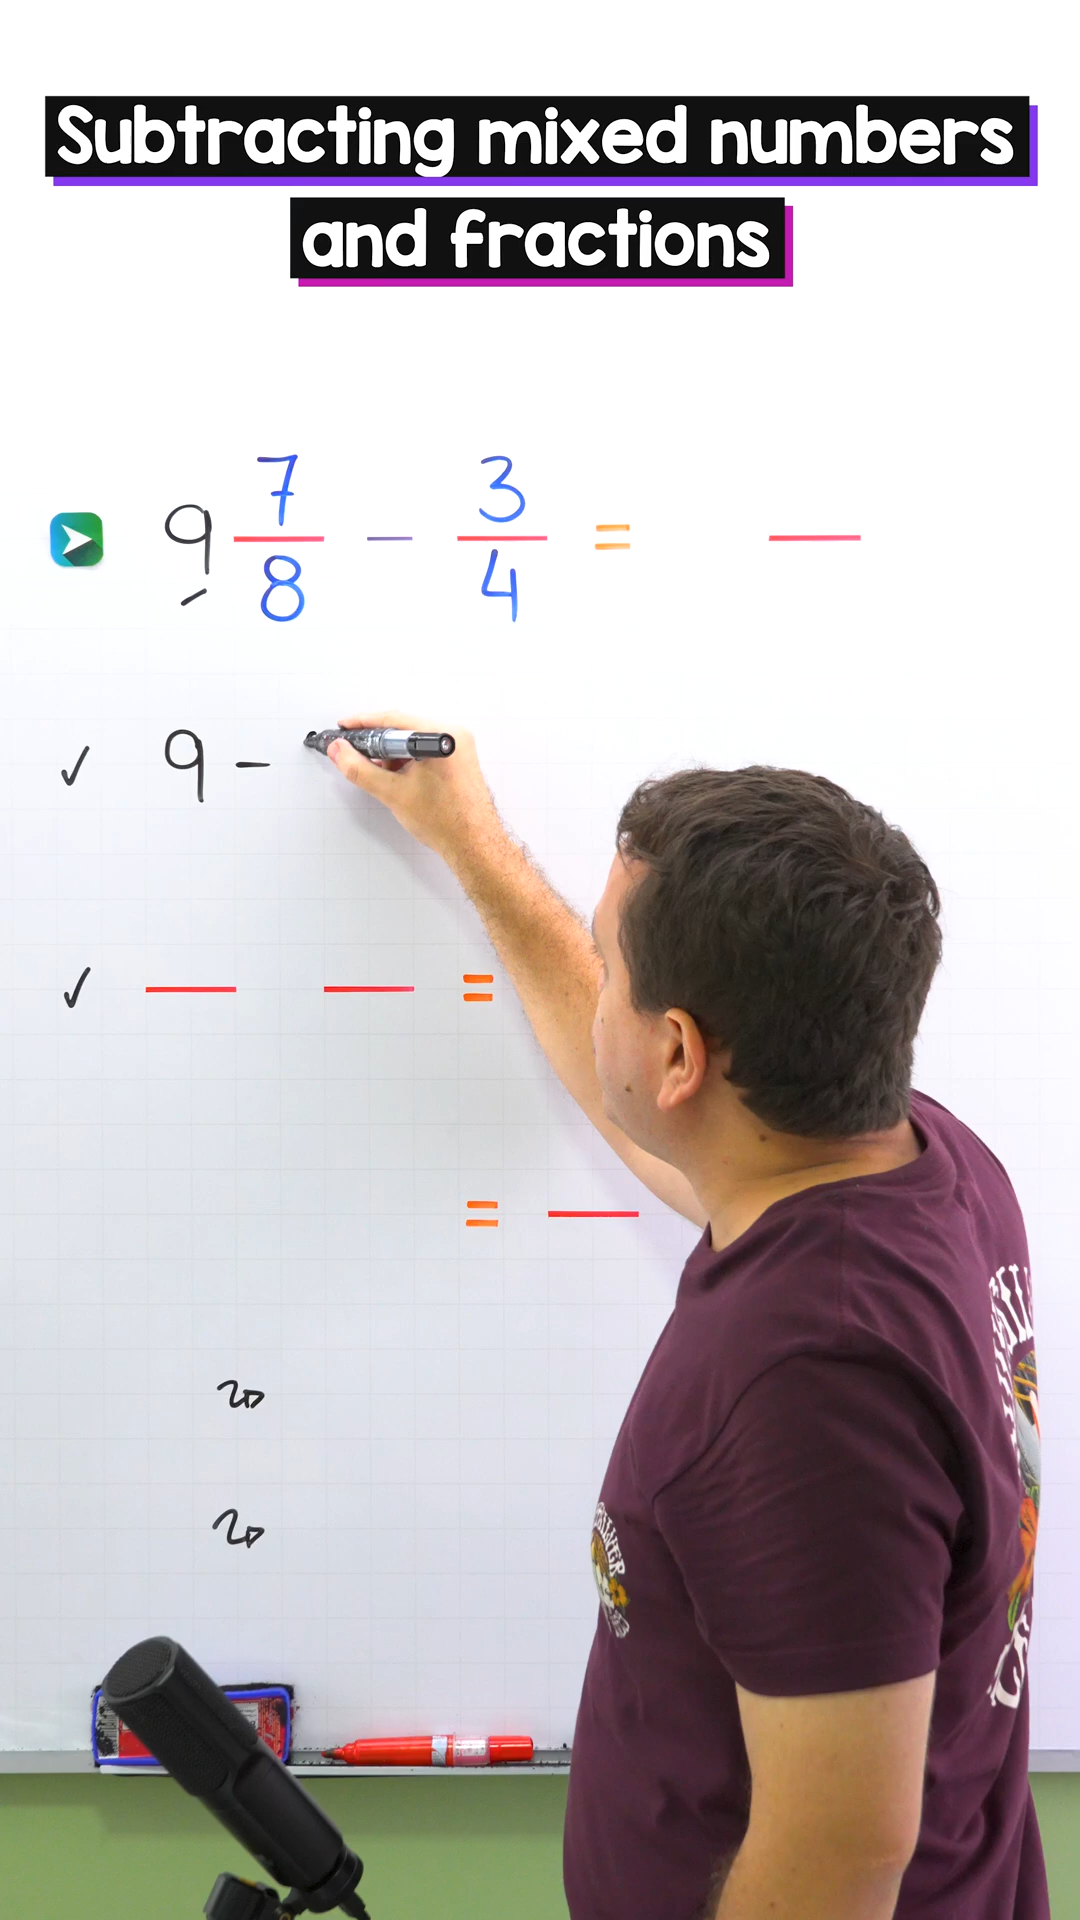 Subtracting mixed numbers
and fractions
9 7/8 - 3/4 =
✓ 9 -
✓ =
=